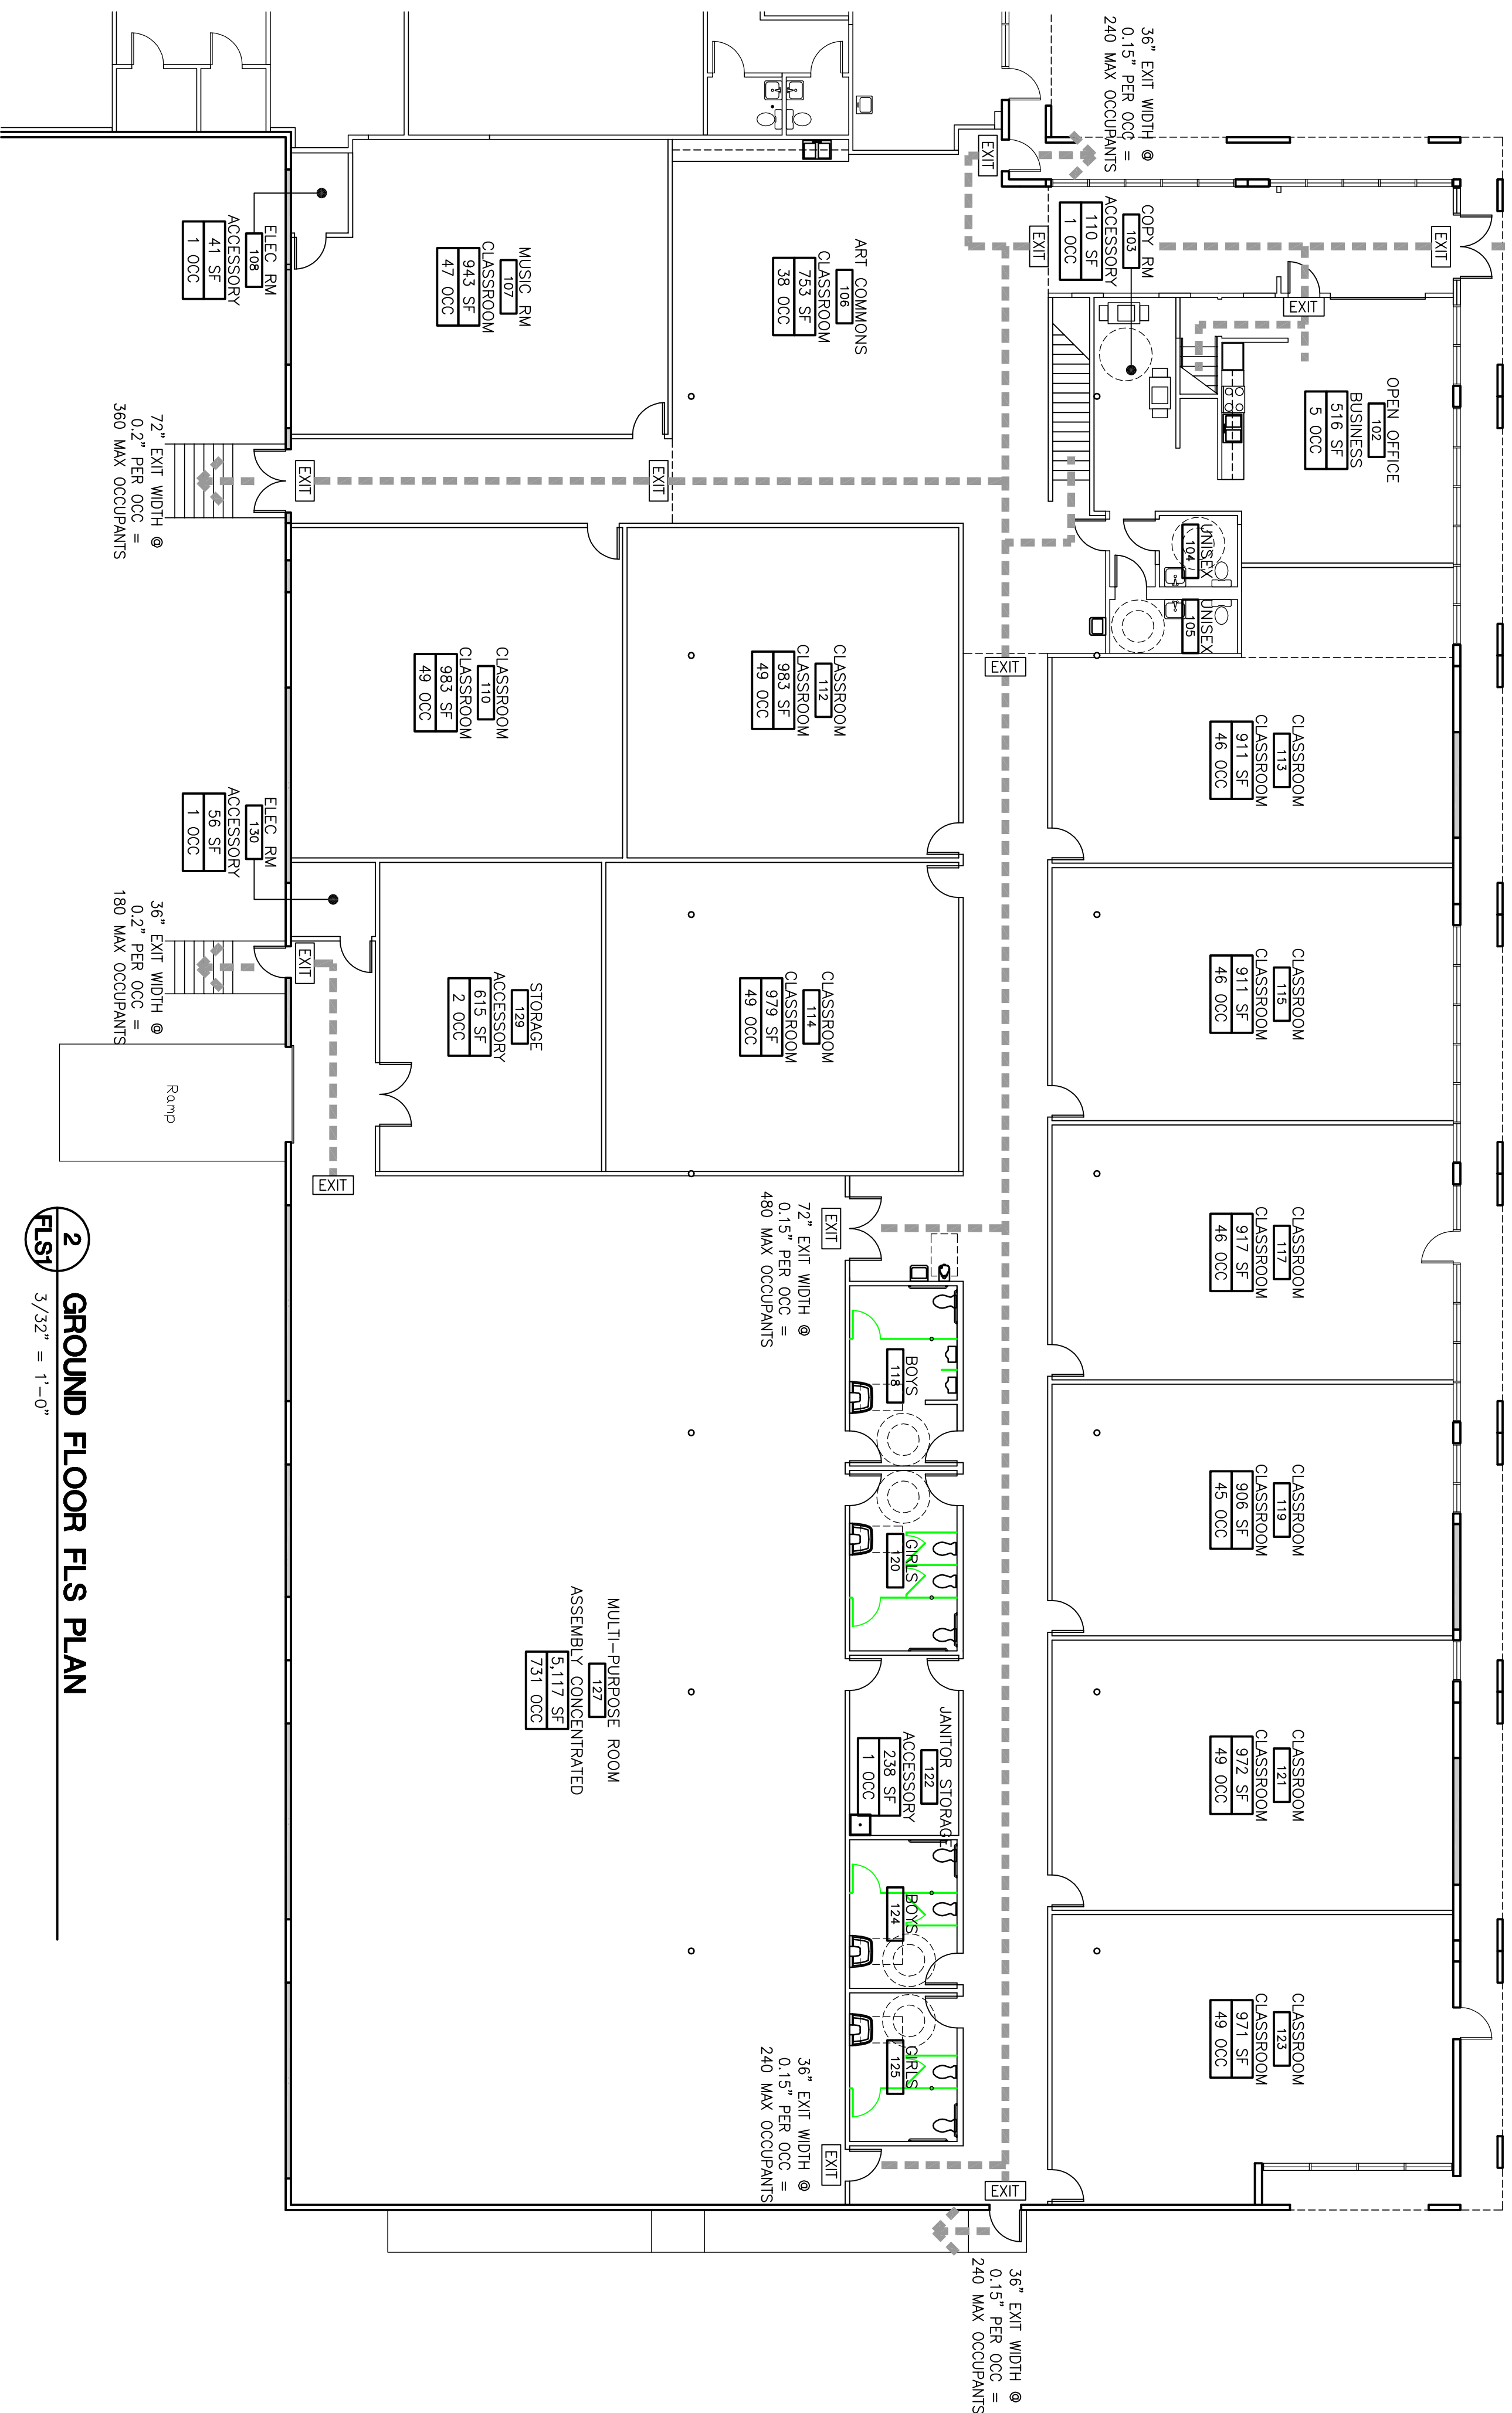 36" EXIT WIDTH @
0.15" PER OCC =
240 MAX OCCUPANTS
EXIT
EXIT
EXIT
COPY RM
103
ACCESSORY
110 SF
1 OCC
EXIT
OPEN OFFICE
102
BUSINESS
516 SF
5 OCC
UNISEX
104
UNISEX
105
ART COMMONS
106
CLASSROOM
753 SF
38 OCC
MUSIC RM
107
CLASSROOM
943 SF
47 OCC
ELEC RM
108
ACCESSORY
41 SF
1 OCC
72" EXIT WIDTH @
0.2" PER OCC =
360 MAX OCCUPANTS
EXIT
EXIT
EXIT
CLASSROOM
110
CLASSROOM
983 SF
49 OCC
CLASSROOM
112
CLASSROOM
983 SF
49 OCC
CLASSROOM
113
CLASSROOM
911 SF
46 OCC
CLASSROOM
115
CLASSROOM
911 SF
46 OCC
CLASSROOM
114
CLASSROOM
979 SF
49 OCC
STORAGE
129
ACCESSORY
615 SF
2 OCC
ELEC RM
130
ACCESSORY
56 SF
1 OCC
36" EXIT WIDTH @
0.2" PER OCC =
180 MAX OCCUPANTS
EXIT
EXIT
Ramp
CLASSROOM
117
CLASSROOM
917 SF
46 OCC
72" EXIT WIDTH @
0.15" PER OCC =
480 MAX OCCUPANTS
EXIT
BOYS
118
CLASSROOM
119
CLASSROOM
906 SF
45 OCC
GIRLS
120
CLASSROOM
121
CLASSROOM
972 SF
49 OCC
JANITOR STORAGE
122
ACCESSORY
238 SF
1 OCC
MULTI-PURPOSE ROOM
127
ASSEMBLY CONCENTRATED
5,117 SF
731 OCC
BOYS
124
CLASSROOM
123
CLASSROOM
971 SF
49 OCC
GIRLS
125
36" EXIT WIDTH @
0.15" PER OCC =
240 MAX OCCUPANTS
EXIT
EXIT
36" EXIT WIDTH @
0.15" PER OCC =
240 MAX OCCUPANTS
2
FLS1
GROUND FLOOR FLS PLAN
3/32" = 1'-0"